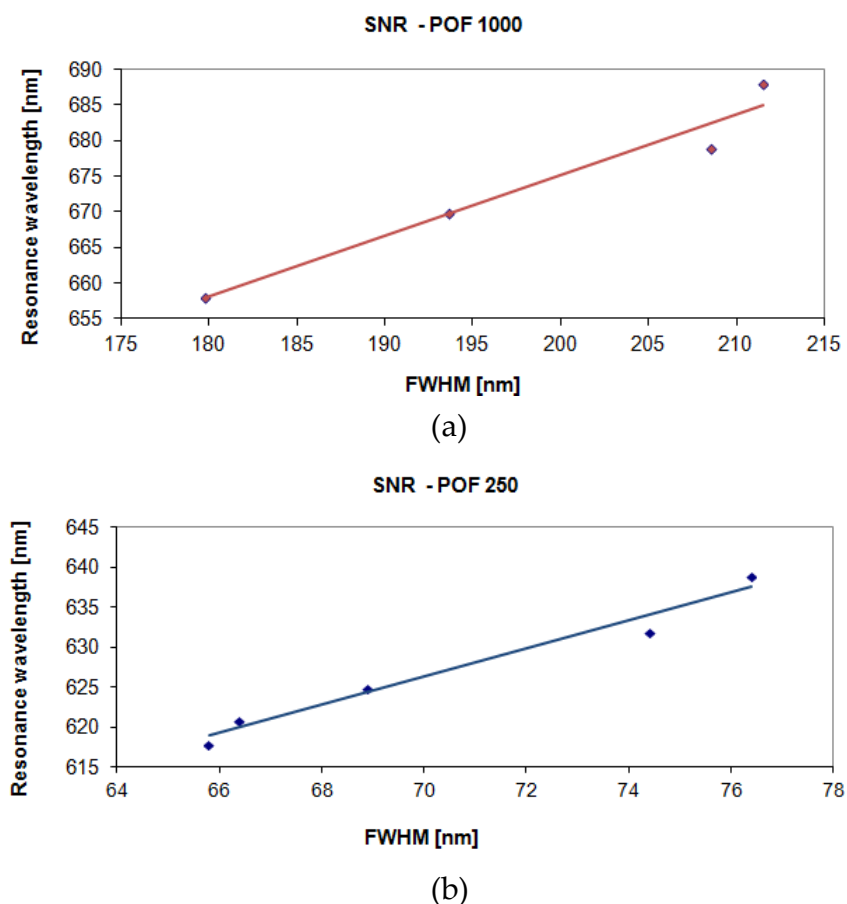 SNR - POF 1000
Resonance wavelength [nm]
690
685
680
675
670
665
660
655
175 180 185 190 195 200 205 210 215
FWHM [nm]
(a)
SNR - POF 250
Resonance wavelength [nm]
645
640
635
630
625
620
615
64 66 68 70 72 74 76 78
FWHM [nm]
(b)